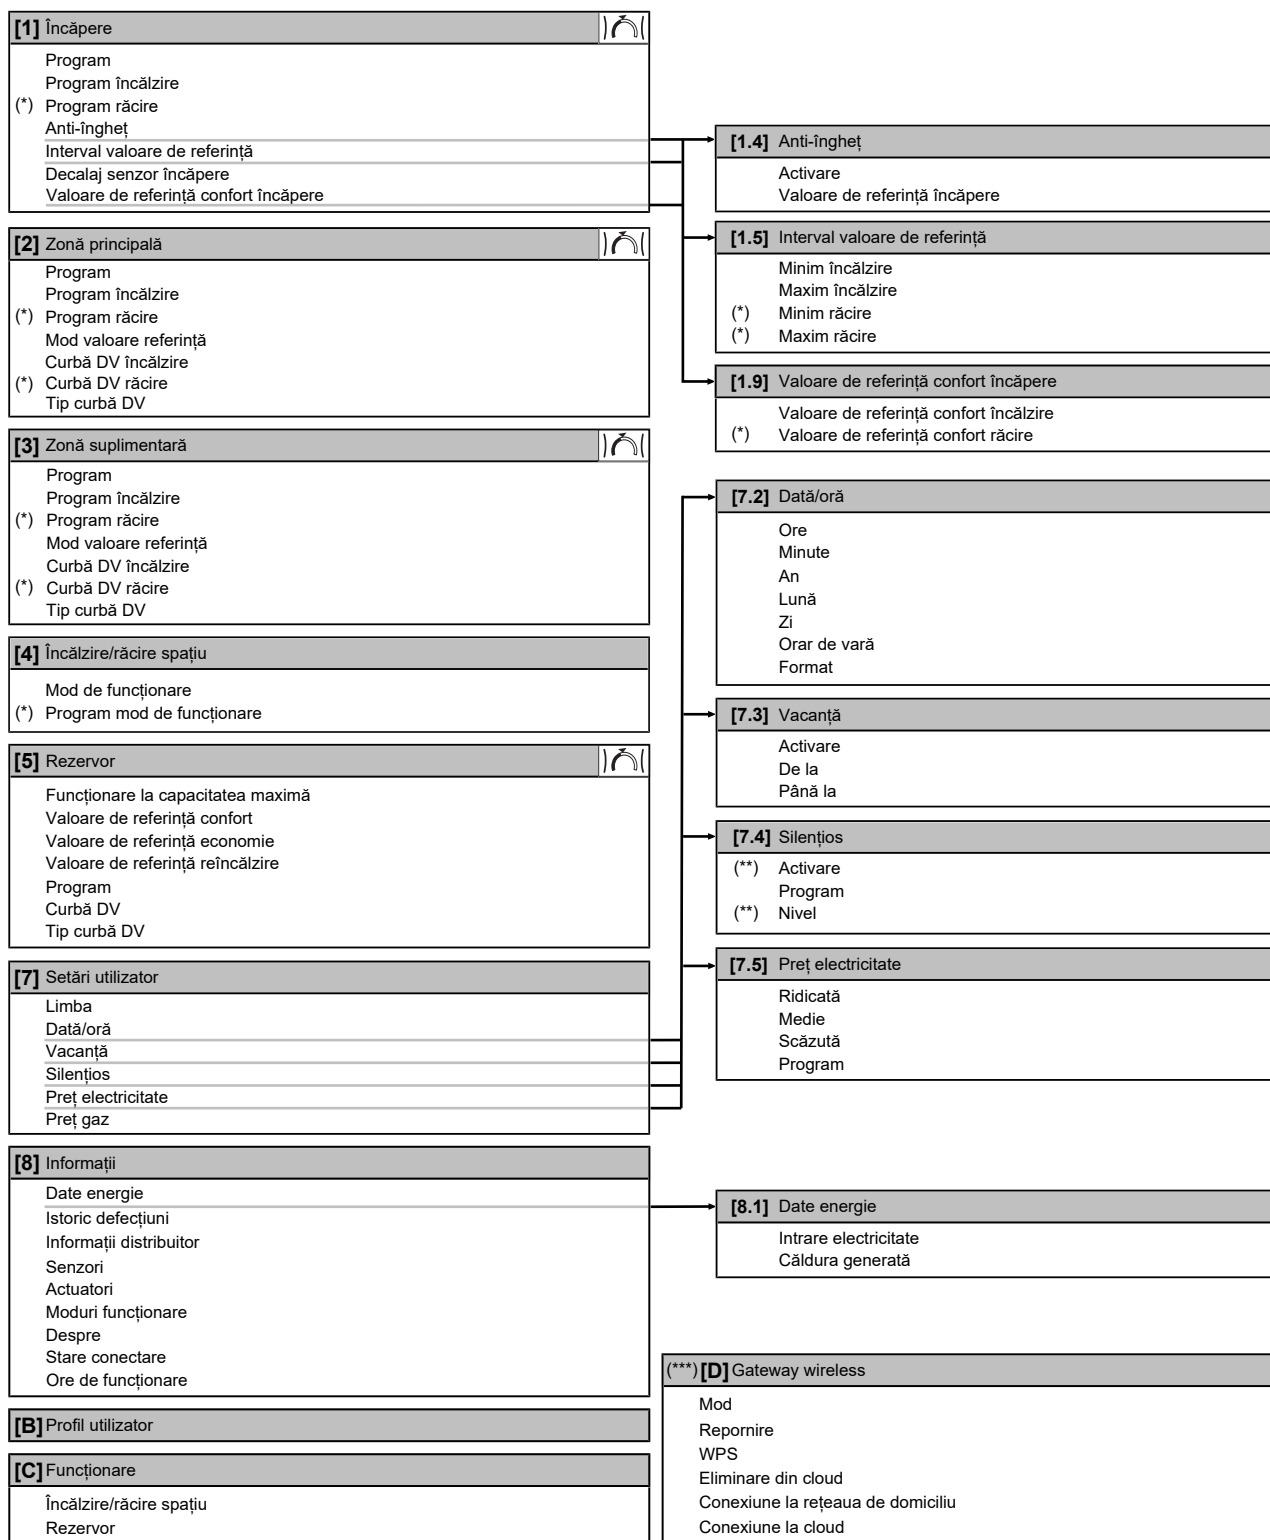 [1] Încăpere
Program
Program încălzire
(*) Program răcire
Anti-îngheț
Interval valoare de referință
Decalaj senzor încăpere
Valoare de referință confort încăpere
[2] Zonă principală
Program
Program încălzire
(*) Program răcire
Mod valoare referință
Curbă DV încălzire
(*) Curbă DV răcire
Tip curbă DV
[3] Zonă suplimentară
Program
Program încălzire
(*) Program răcire
Mod valoare referință
Curbă DV încălzire
(*) Curbă DV răcire
Tip curbă DV
[4] Încălzire/răcire spațiu
Mod de funcționare
(*) Program mod de funcționare
[5] Rezervor
Funcționare la capacitatea maximă
Valoare de referință confort
Valoare de referință economie
Valoare de referință reîncălzire
Program
Curbă DV
Tip curbă DV
[7] Setări utilizator
Limba
Dată/oră
Vacanță
Silențios
Preț electricitate
Preț gaz
[8] Informații
Date energie
Istoric defecțiuni
Informații distribuitor
Senzori
Actuatori
Moduri funcționare
Despre
Stare conectare
Ore de funcționare
[B] Profil utilizator
[C] Funcționare
Încălzire/răcire spațiu
Rezervor
[1.4] Anti-îngheț
Activare
Valoare de referință încăpere
[1.5] Interval valoare de referință
Minim încălzire
Maxim încălzire
(*) Minim răcire
(*) Maxim răcire
[1.9] Valoare de referință confort încăpere
Valoare de referință confort încălzire
(*) Valoare de referință confort răcire
[7.2] Dată/oră
Ore
Minute
An
Lună
Zi
Orar de vară
Format
[7.3] Vacanță
Activare
De la
Până la
[7.4] Silențios
(**) Activare
Program
(**) Nivel
[7.5] Preț electricitate
Ridicată
Medie
Scăzută
Program
[8.1] Date energie
Intrare electricitate
Căldura generată
(***) [D] Gateway wireless
Mod
Repornire
WPS
Eliminare din cloud
Conexiune la rețeaua de domiciliu
Conexiune la cloud